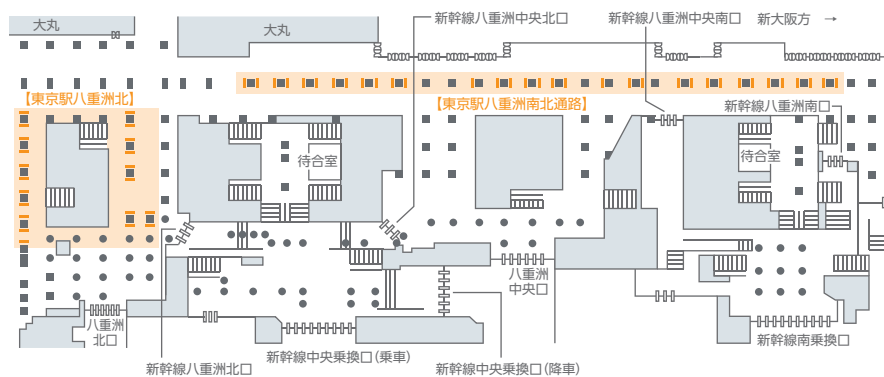 大丸
大丸
新幹線八重洲中央北口
新幹線八重洲中央南口
新大阪方 →
【東京駅八重洲北】
【東京駅八重洲南北通路】
新幹線八重洲南口
待合室
待合室
八重洲
中央口
八重洲
北口
新幹線八重洲北口
新幹線中央乗換口(乗車)
新幹線中央乗換口(降車)
新幹線南乗換口